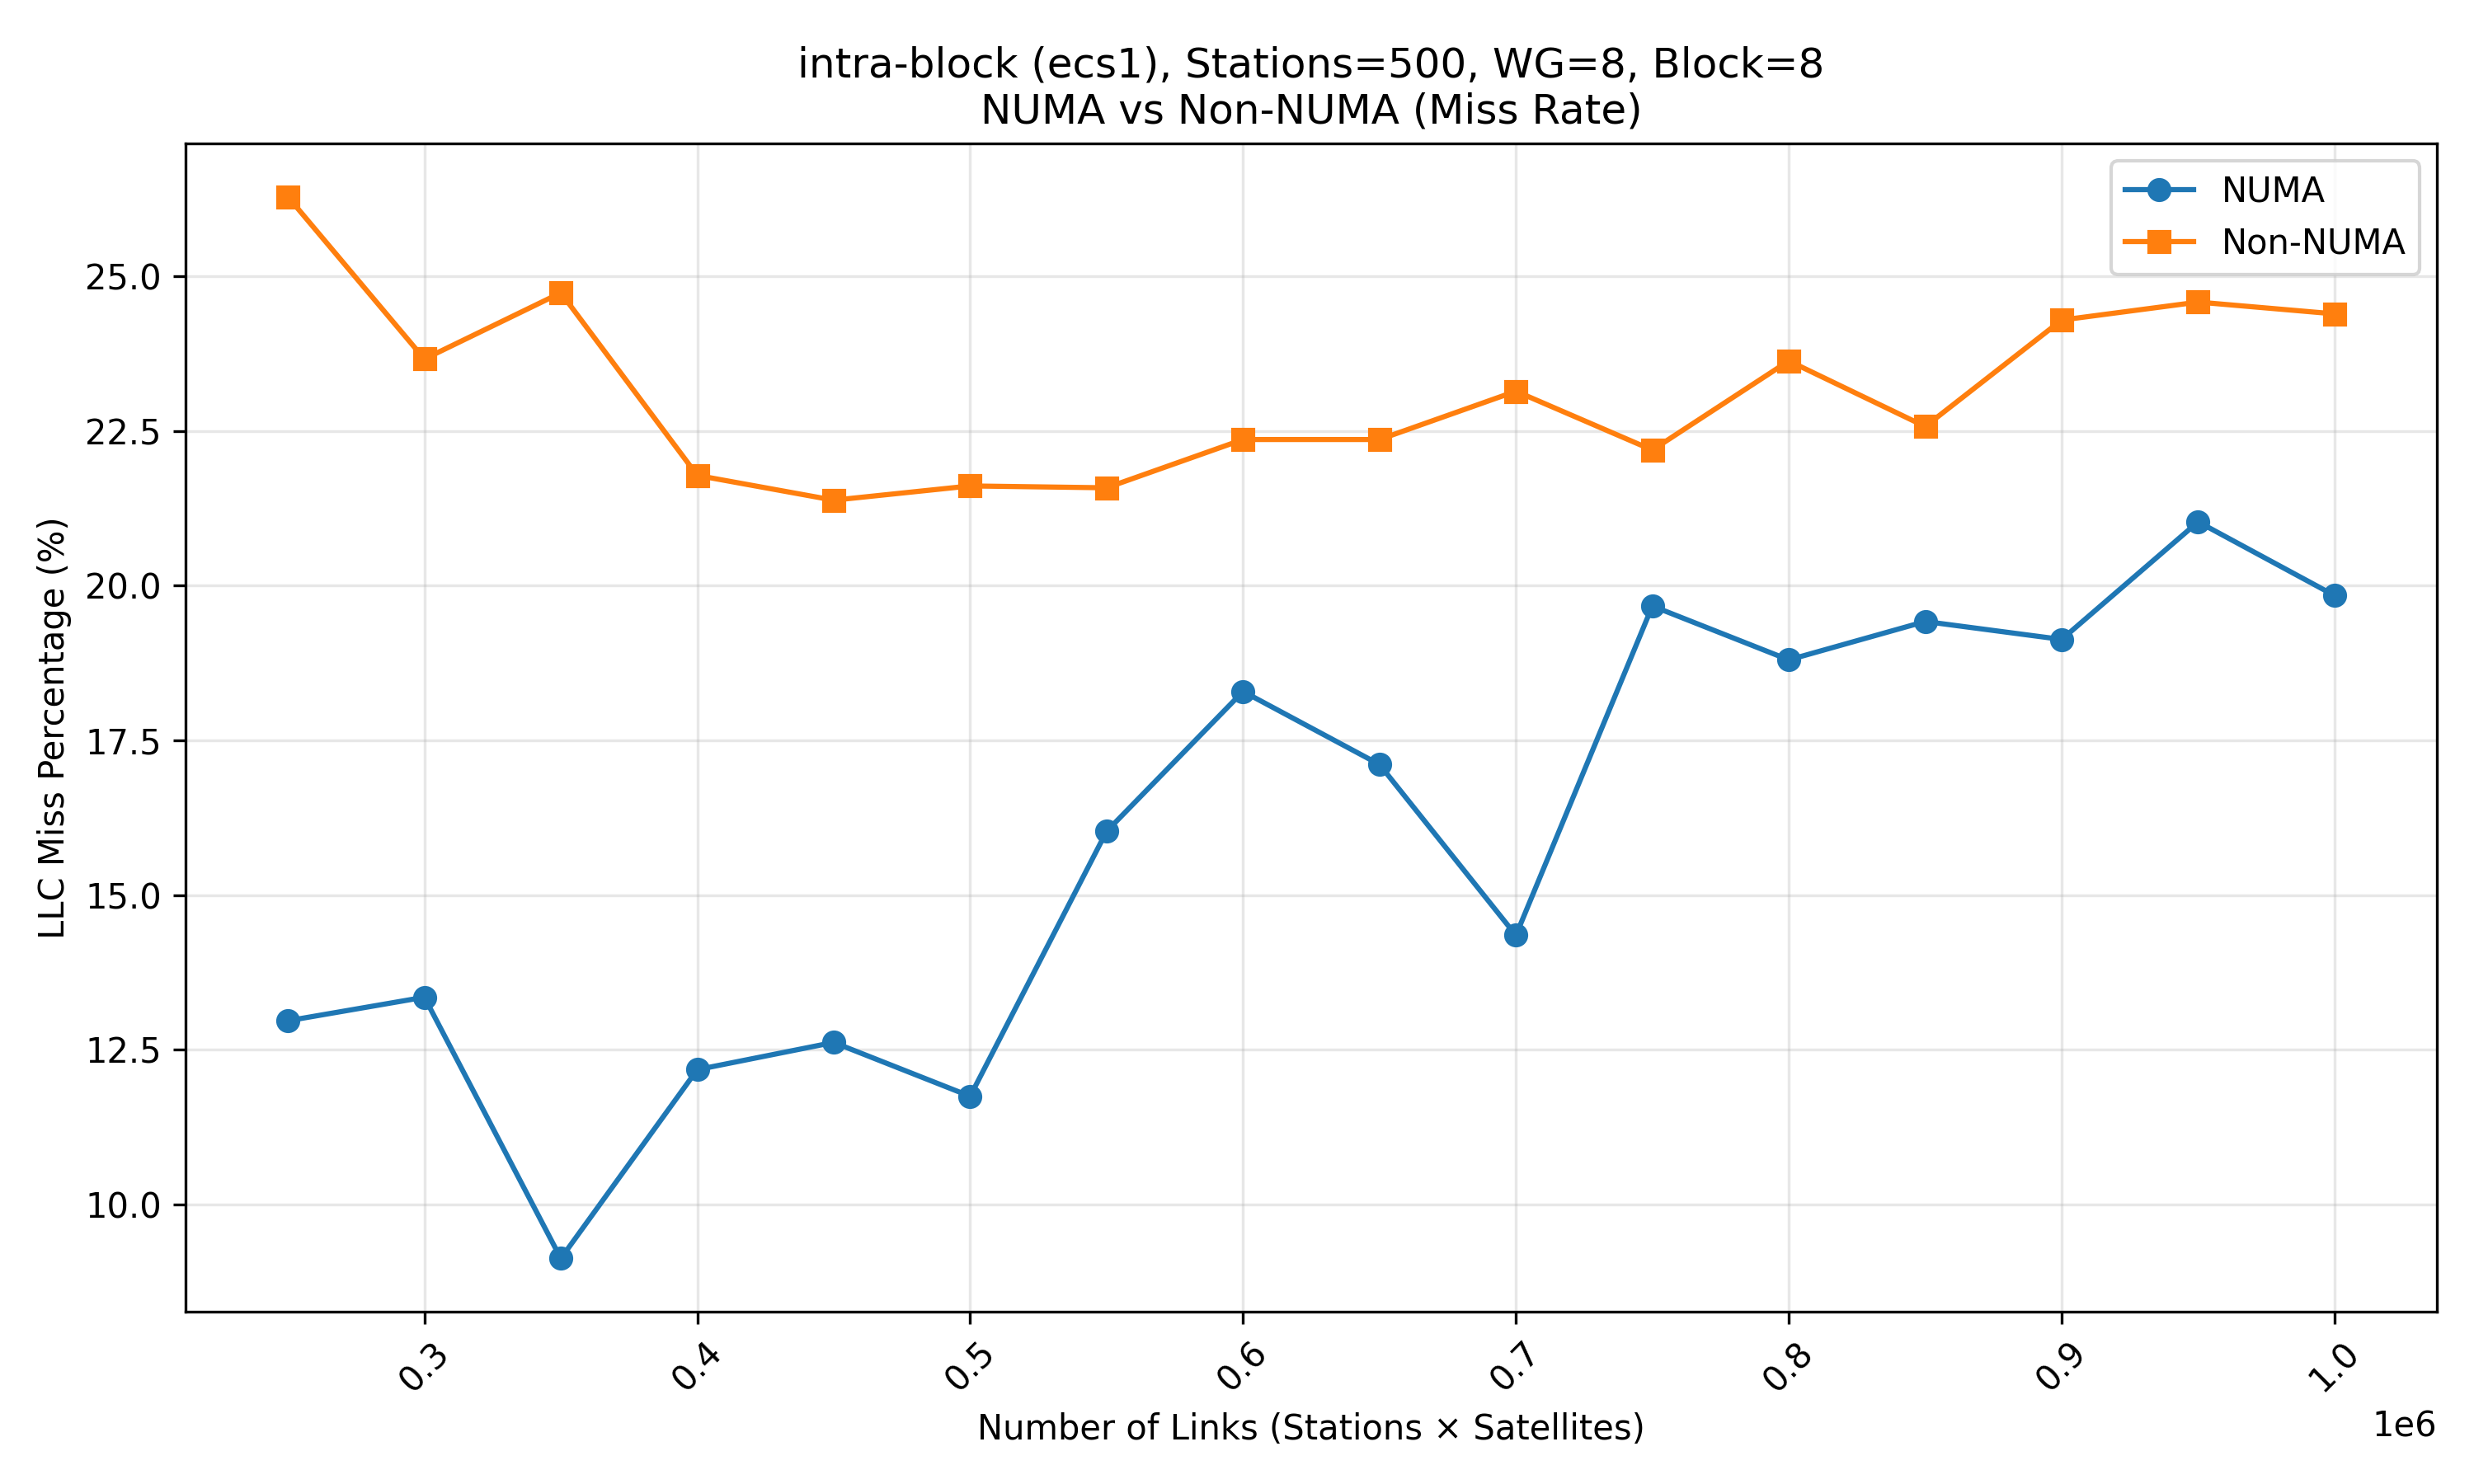 intra-block (ecs1), Stations=500, WG=8, Block=8
NUMA vs Non-NUMA (Miss Rate)
NUMA
Non-NUMA
LLC Miss Percentage (%)
25.0
22.5
20.0
17.5
15.0
12.5
10.0
0.3 0.4 0.5 0.6 0.7 0.8 0.9 1.0
1e6
Number of Links (Stations × Satellites)